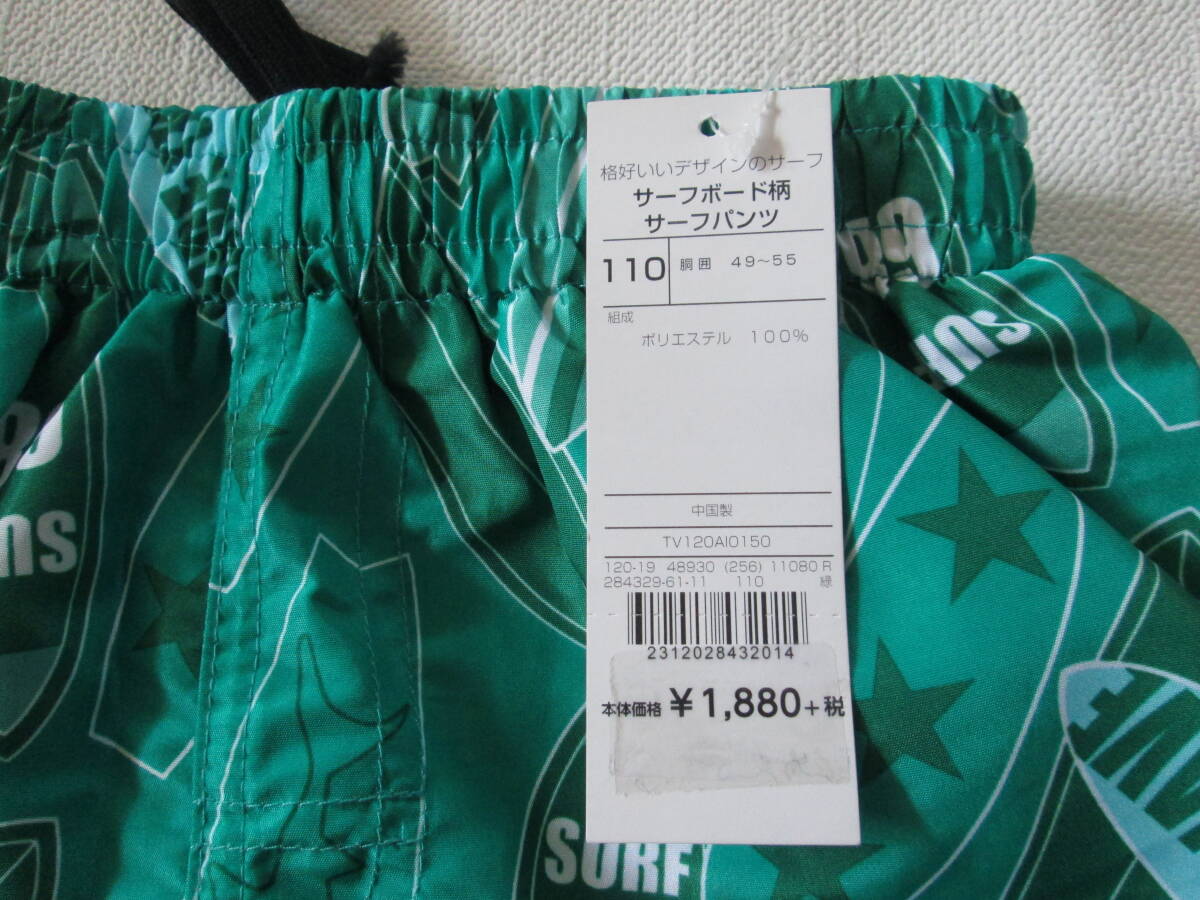 格好いいデザインのサーフ
サーフボード柄
サーフパンツ
110 胴囲 49～55
組成
ポリエステル 100%
中国製
TV120AI0150
120-19 48930 (256) 11080 R
284329-61-11 110 緑
2312028432014
本体価格 ¥1,880+税
SURF